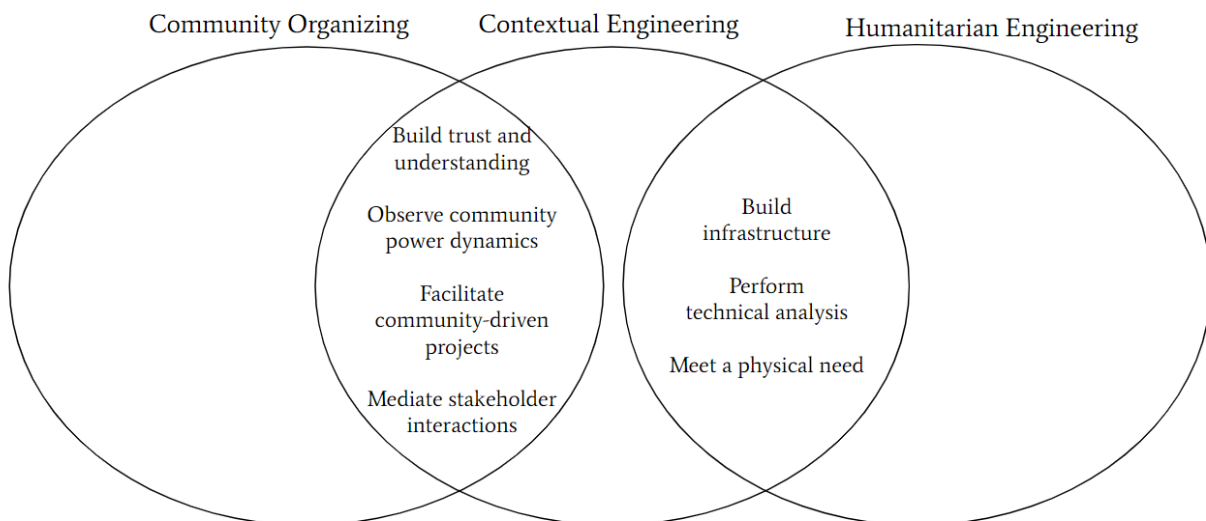 Community Organizing
Contextual Engineering
Humanitarian Engineering
Build trust and
understanding
Observe community
power dynamics
Facilitate
community-driven
projects
Mediate stakeholder
interactions
Build
infrastructure
Perform
technical analysis
Meet a physical need